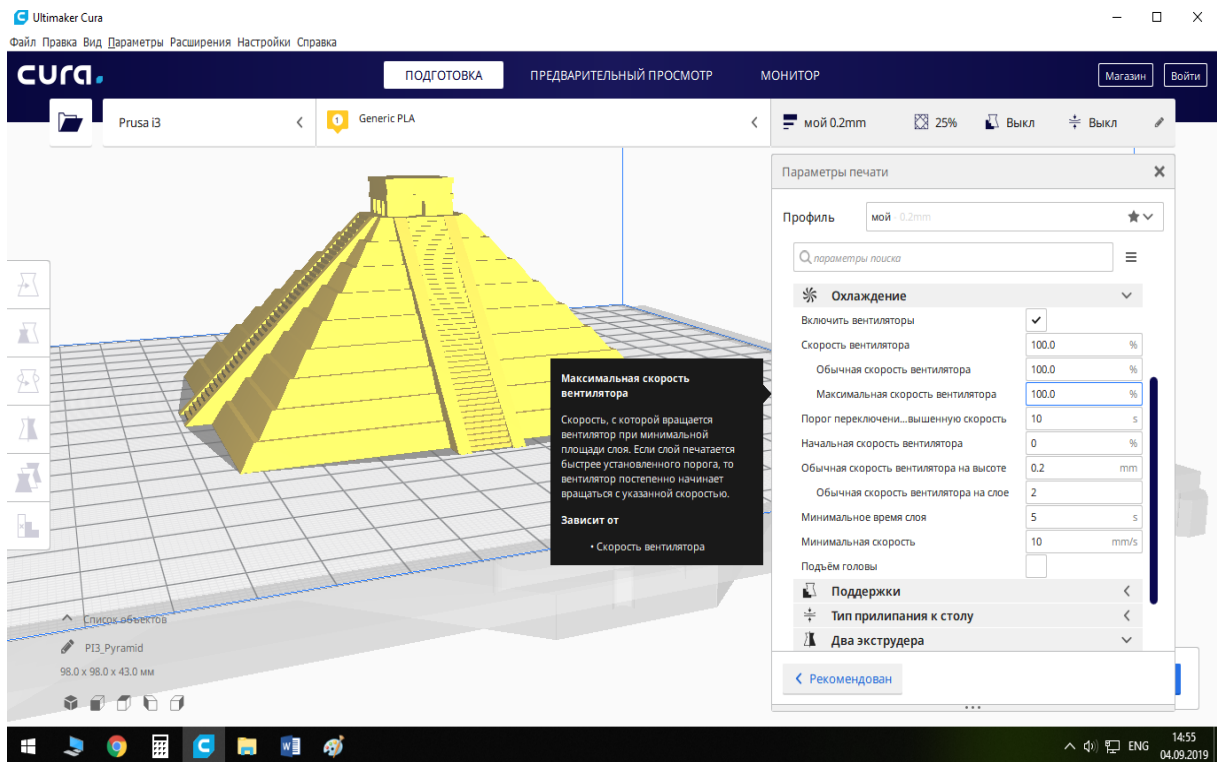 Ultimaker Cura
Файл Правка Вид Параметры Расширения Настройки Справка
cura.
ПОДГОТОВКА
ПРЕДВАРИТЕЛЬНЫЙ ПРОСМОТР
МОНИТОР
Магазин
Войти
Prusa i3
1
Generic PLA
мой 0.2mm
25%
Выкл
Выкл
Параметры печати
Профиль
мой - 0.2mm
параметры поиска
Охлаждение
Включить вентиляторы
Скорость вентилятора 100.0 %
Обычная скорость вентилятора 100.0 %
Максимальная скорость вентилятора 100.0 %
Порог переключени...вышенную скорость 10 s
Начальная скорость вентилятора 0 %
Обычная скорость вентилятора на высоте 0.2 mm
Обычная скорость вентилятора на слое 2
Минимальное время слоя 5 s
Минимальная скорость 10 mm/s
Подъём головы
Поддержки
Тип прилипания к столу
Два экструдера
Рекомендован
Максимальная скорость
вентилятора
Скорость, с которой вращается
вентилятор при минимальной
площади слоя. Если слой печатается
быстрее установленного порога, то
вентилятор постепенно начинает
вращаться с указанной скоростью.
Зависит от
• Скорость вентилятора
Список объектов
PI3_Pyramid
98.0 x 98.0 x 43.0 мм
ENG
14:55
04.09.2019